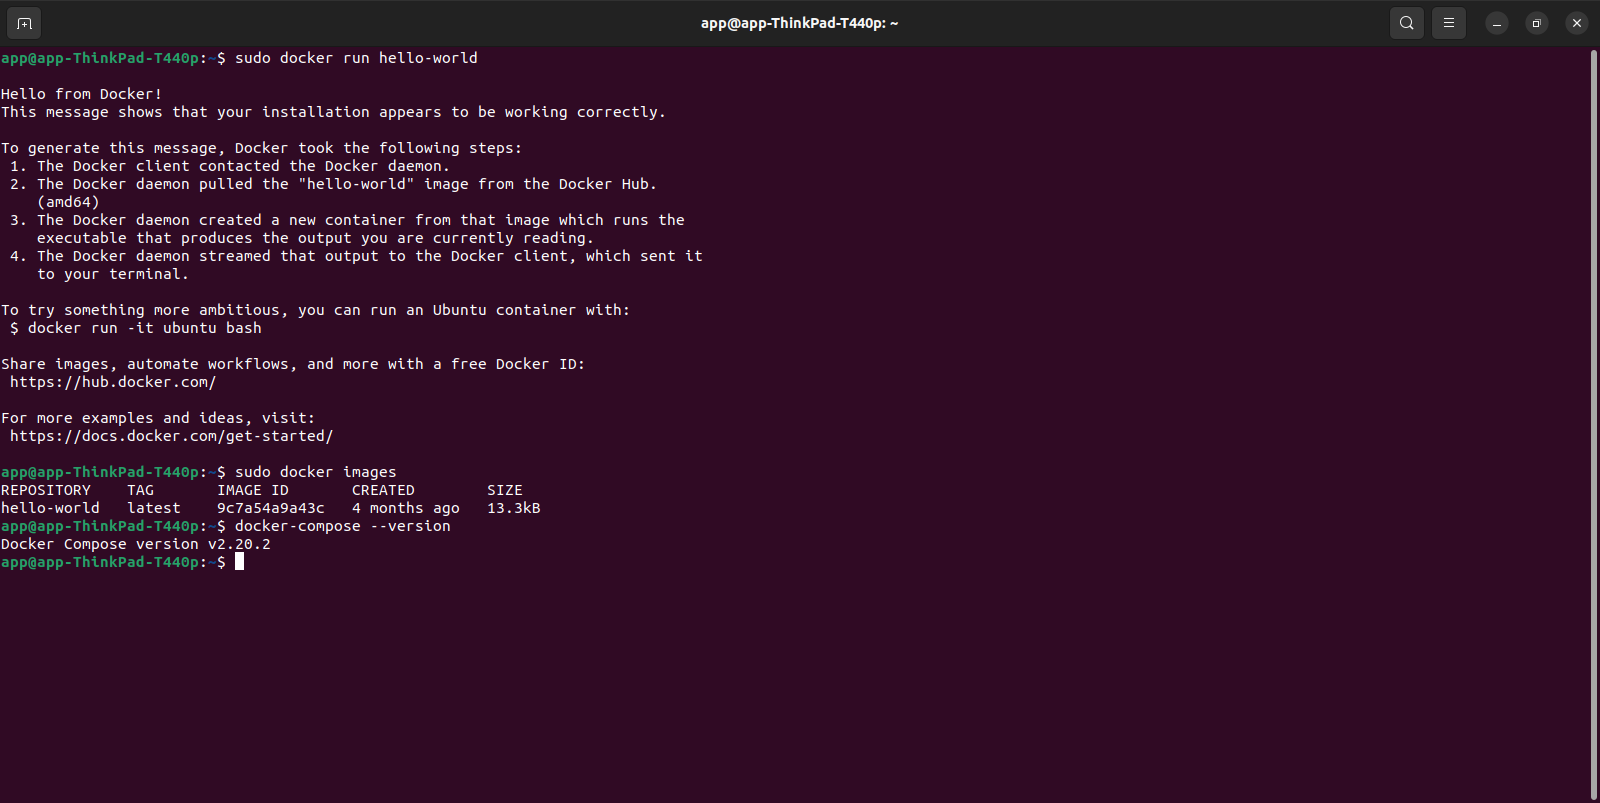 app@app-ThinkPad-T440p: ~
app@app-ThinkPad-T440p:~$ sudo docker run hello-world
Hello from Docker!
This message shows that your installation appears to be working correctly.
To generate this message, Docker took the following steps:
 1. The Docker client contacted the Docker daemon.
 2. The Docker daemon pulled the "hello-world" image from the Docker Hub.
    (amd64)
 3. The Docker daemon created a new container from that image which runs the
    executable that produces the output you are currently reading.
 4. The Docker daemon streamed that output to the Docker client, which sent it
    to your terminal.
To try something more ambitious, you can run an Ubuntu container with:
 $ docker run -it ubuntu bash
Share images, automate workflows, and more with a free Docker ID:
 https://hub.docker.com/
For more examples and ideas, visit:
 https://docs.docker.com/get-started/
app@app-ThinkPad-T440p:~$ sudo docker images
REPOSITORY    TAG       IMAGE ID       CREATED        SIZE
hello-world   latest    9c7a54a9a43c   4 months ago   13.3kB
app@app-ThinkPad-T440p:~$ docker-compose --version
Docker Compose version v2.20.2
app@app-ThinkPad-T440p:~$